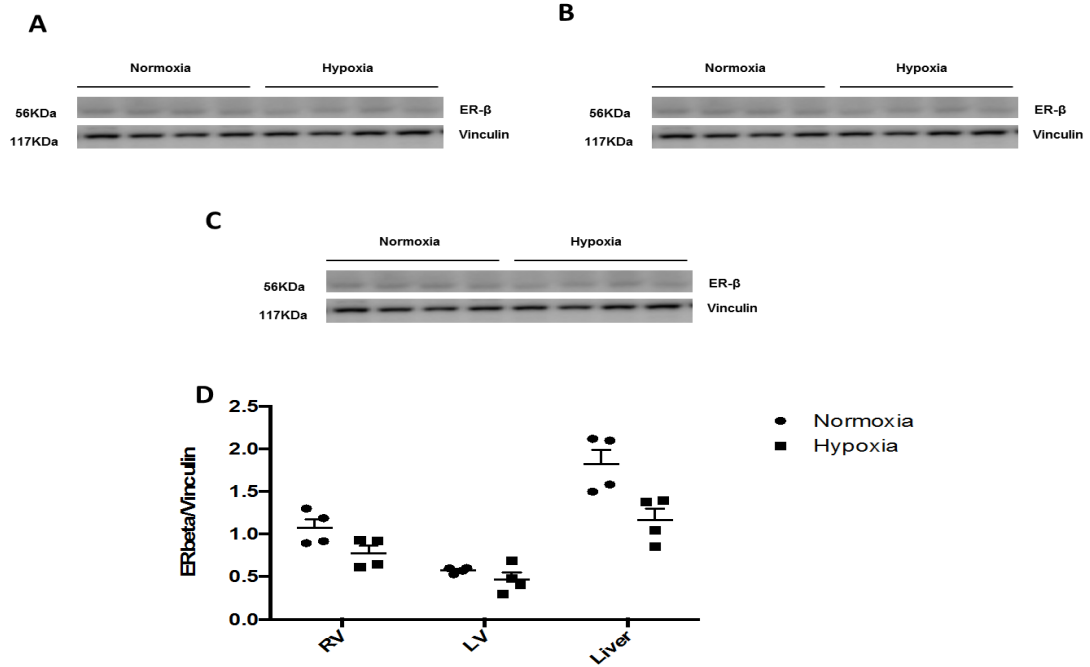 A
Normoxia Hypoxia
56KDa ER-β
117KDa Vinculin
B
Normoxia Hypoxia
56KDa ER-β
117KDa Vinculin
C
Normoxia Hypoxia
56KDa ER-β
117KDa Vinculin
D
ERbeta/Vinculin
2.5
2.0
1.5
1.0
0.5
0.0
RV LV Liver
Normoxia
Hypoxia